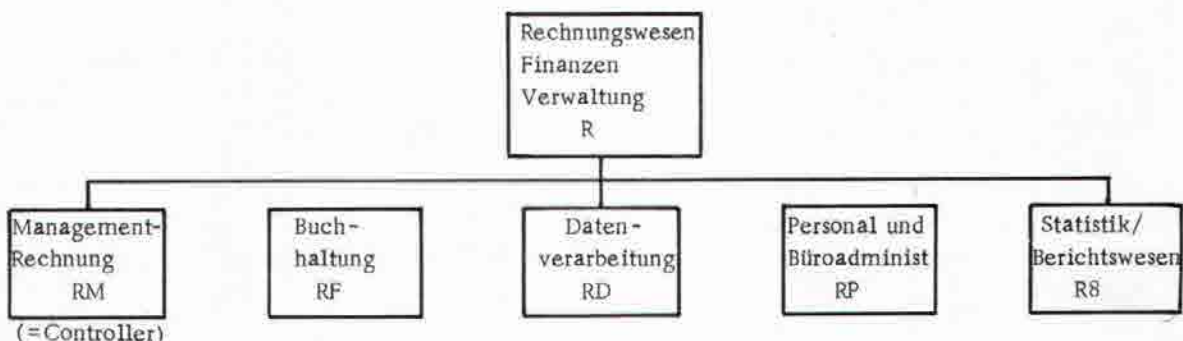 Rechnungswesen
Finanzen
Verwaltung
R
Management-
Rechnung
RM
(=Controller)
Buch-
haltung
RF
Daten-
verarbeitung
RD
Personal und
Büroadminist
RP
Statistik/
Berichtswesen
R8